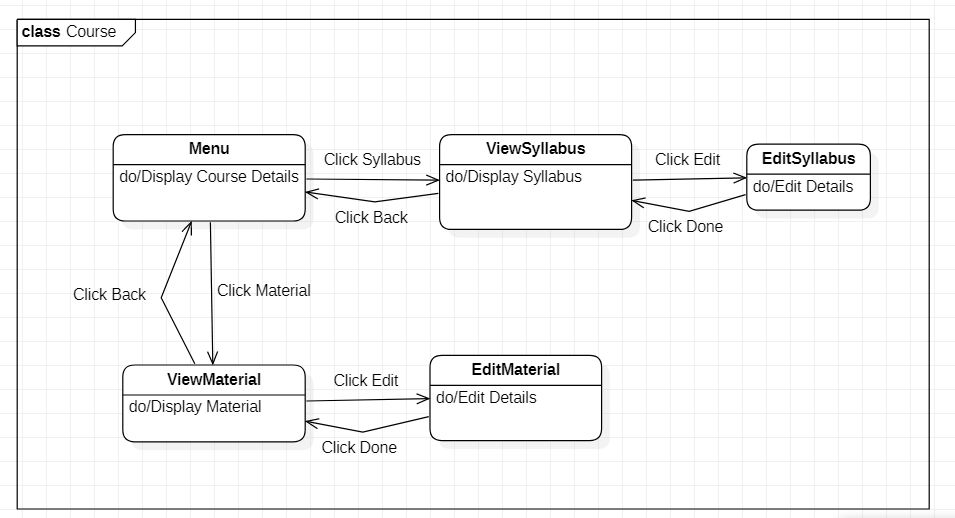 class Course
Menu
do/Display Course Details
Click Syllabus
Click Back
ViewSyllabus
do/Display Syllabus
Click Edit
Click Done
EditSyllabus
do/Edit Details
Click Back
Click Material
ViewMaterial
do/Display Material
Click Edit
Click Done
EditMaterial
do/Edit Details